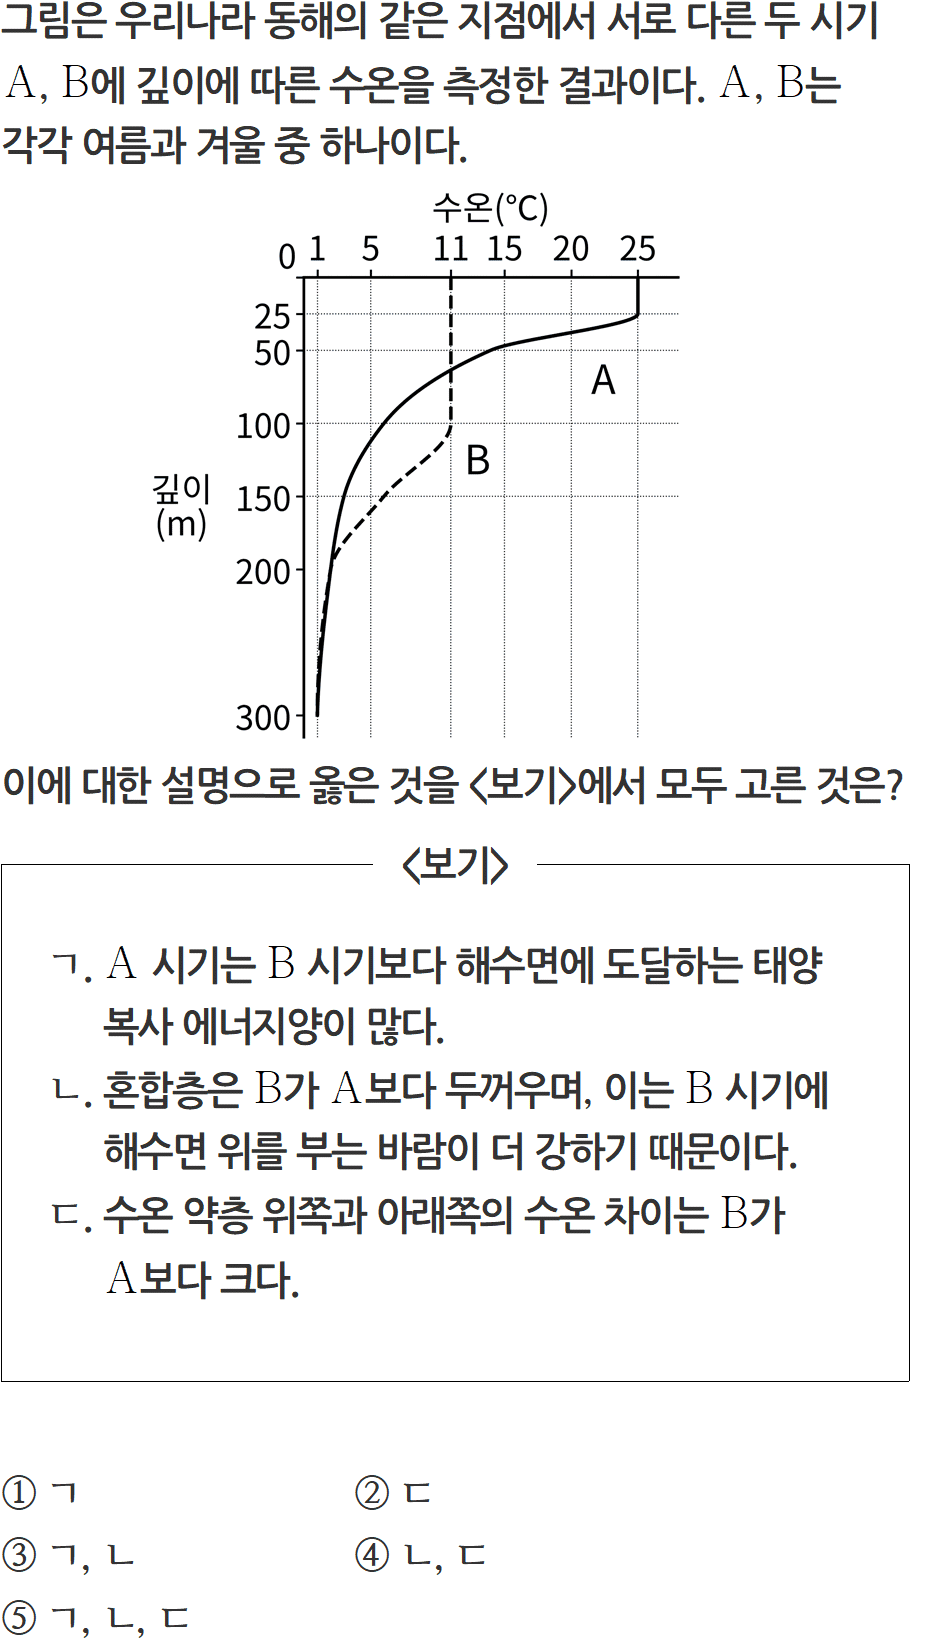 그림은 우리나라 동해의 같은 지점에서 서로 다른 두 시기
A, B에 깊이에 따른 수온을 측정한 결과이다. A, B는
각각 여름과 겨울 중 하나이다.
수온(℃)
0 1 5 11 15 20 25
25
50
A
100
B
150
깊이
(m)
200
300
이에 대한 설명으로 옳은 것을 <보기>에서 모두 고른 것은?
<보기>
ㄱ. A 시기는 B 시기보다 해수면에 도달하는 태양
복사 에너지양이 많다.
ㄴ. 혼합층은 B가 A보다 두꺼우며, 이는 B 시기에
해수면 위를 부는 바람이 더 강하기 때문이다.
ㄷ. 수온 약층 위쪽과 아래쪽의 수온 차이는 B가
A보다 크다.
① ㄱ ② ㄷ
③ ㄱ, ㄴ ④ ㄴ, ㄷ
⑤ ㄱ, ㄴ, ㄷ